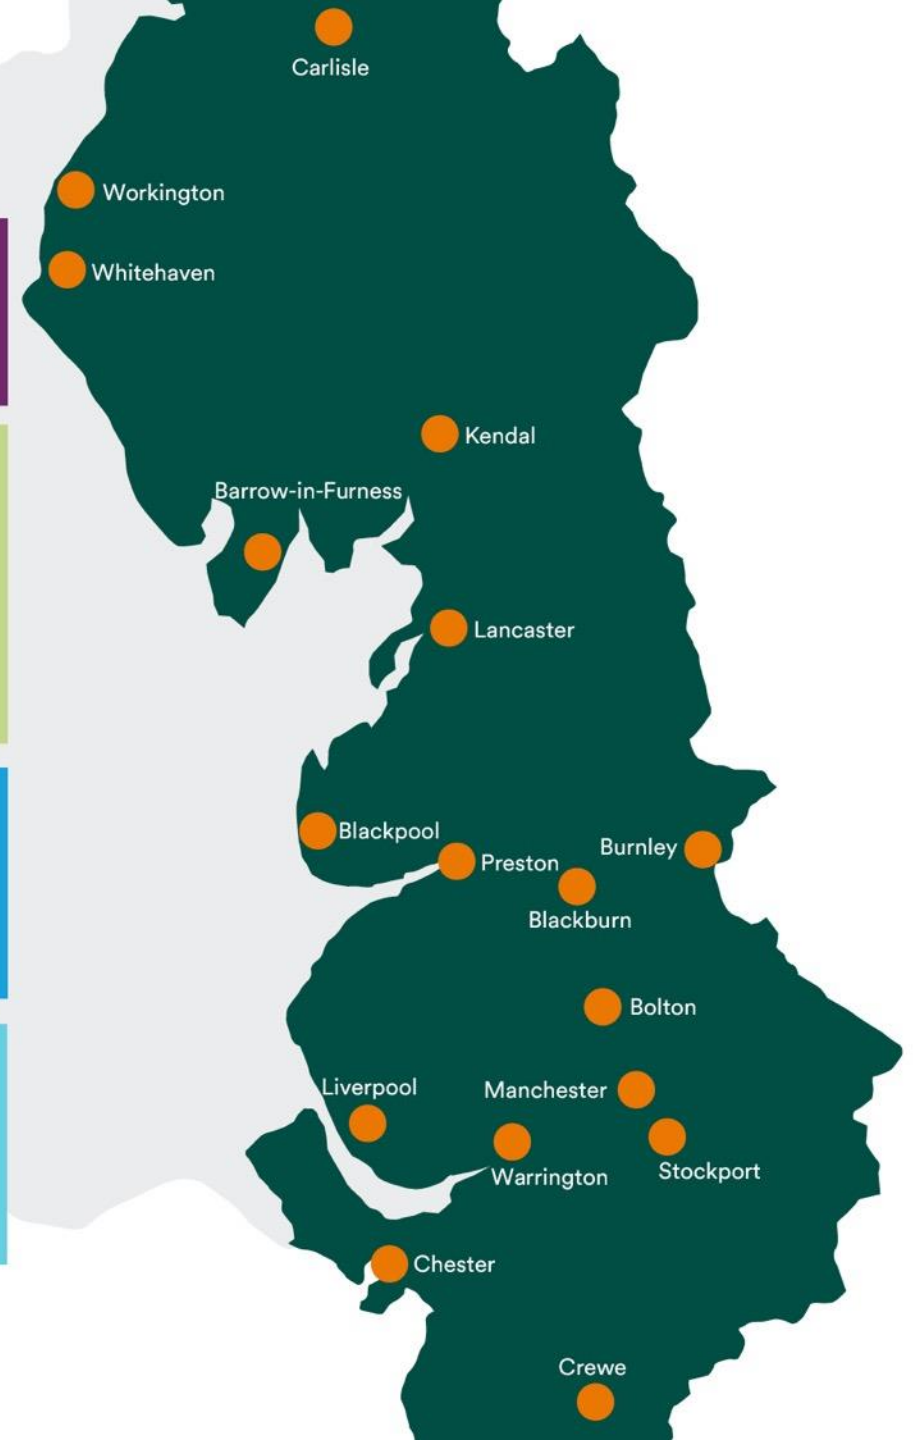 Carlisle
Workington
Whitehaven
Kendal
Barrow-in-Furness
Lancaster
Blackpool
Burnley
Preston
Blackburn
Bolton
Liverpool
Manchester
Stockport
Warrington
Chester
Crewe